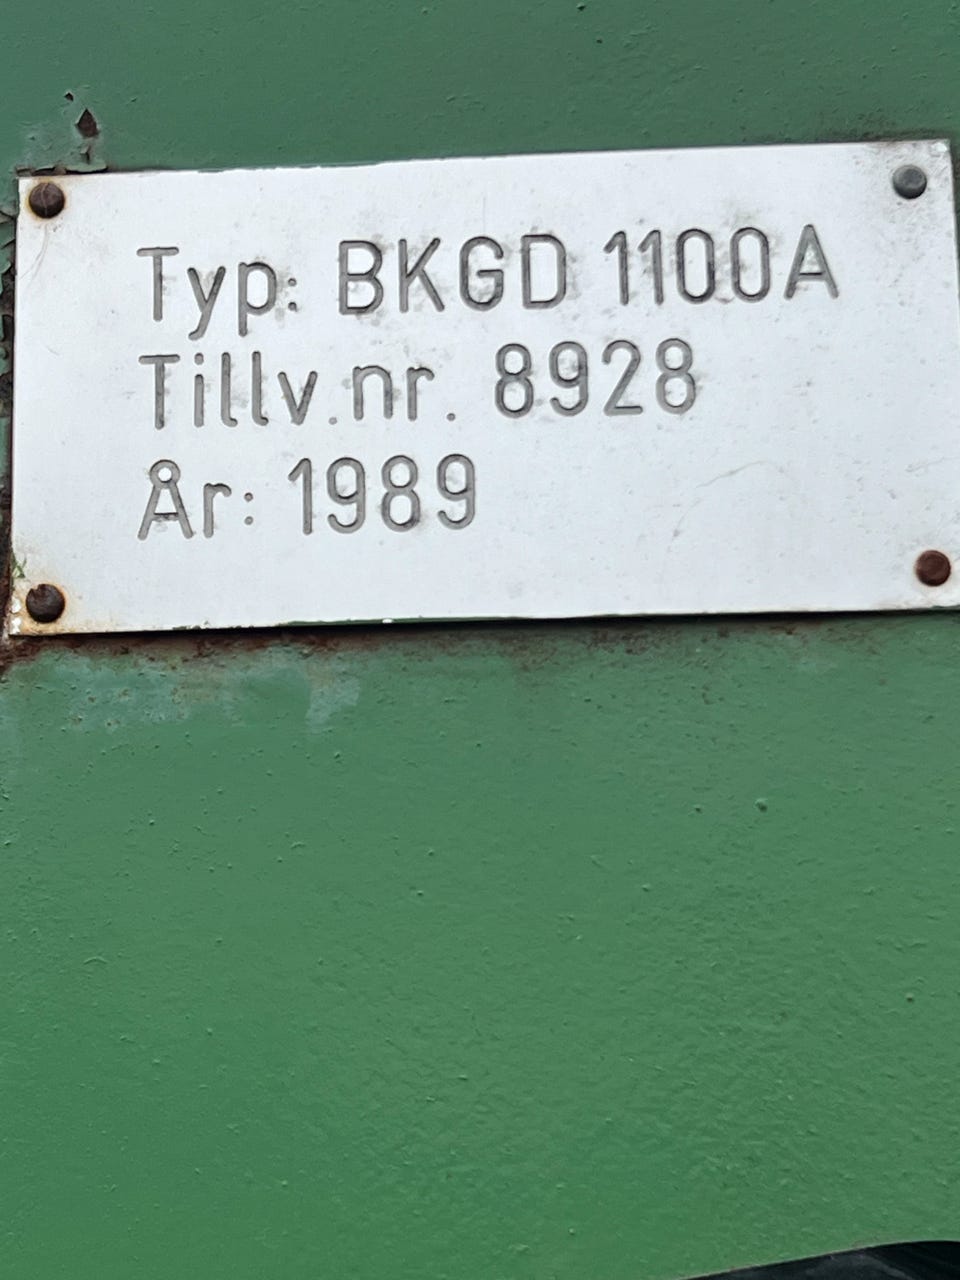 Typ: BKGD 1100A
Tillv.nr. 8928
År: 1989